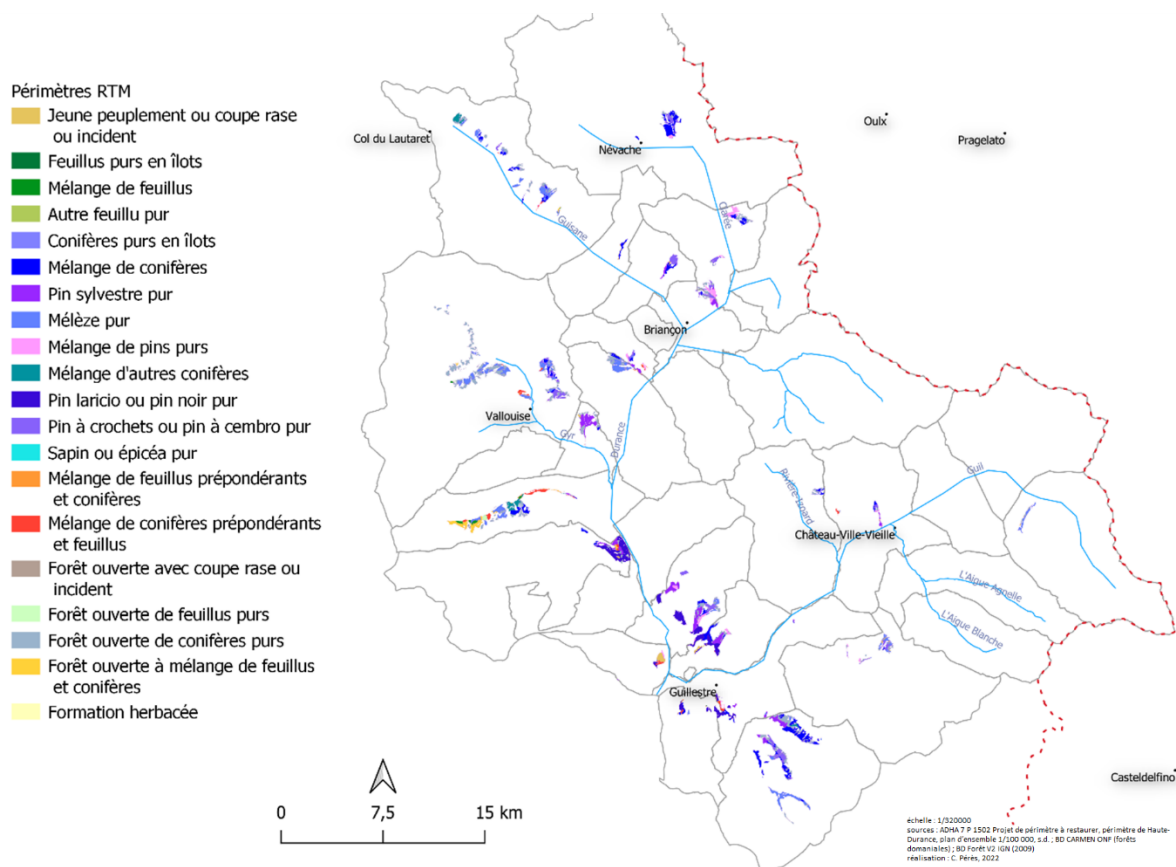 Périmètres RTM
Jeune peuplement ou coupe rase
ou incident
Feuillus purs en îlots
Mélange de feuillus
Autre feuillu pur
Conifères purs en îlots
Mélange de conifères
Pin sylvestre pur
Mélèze pur
Mélange de pins purs
Mélange d'autres conifères
Pin laricio ou pin noir pur
Pin à crochets ou pin à cembro pur
Sapin ou épicéa pur
Mélange de feuillus prépondérants
et conifères
Mélange de conifères prépondérants
et feuillus
Forêt ouverte avec coupe rase ou
incident
Forêt ouverte de feuillus purs
Forêt ouverte de conifères purs
Forêt ouverte à mélange de feuillus
et conifères
Formation herbacée
Col du Lautaret
Névache
Oulx
Pragelato
Guisane
Clarée
Briançon
Vallouise
Gyr
Durance
Rivière Isnard
Guil
Château-Ville-Vieille
L'Aigue Agnelle
L'Aigue Blanche
Guillestre
Casteldelfino
0
7,5
15 km
échelle : 1/320000
sources : ADHA 7 P 1502 Projet de périmètre à restaurer, périmètre de Haute-
Durance, plan d'ensemble 1/100 000, s.d. ; BD CARMEN ONF (forêts
domaniales) ; BD Forêt V2 IGN (2009)
réalisation : C. Pérès, 2022